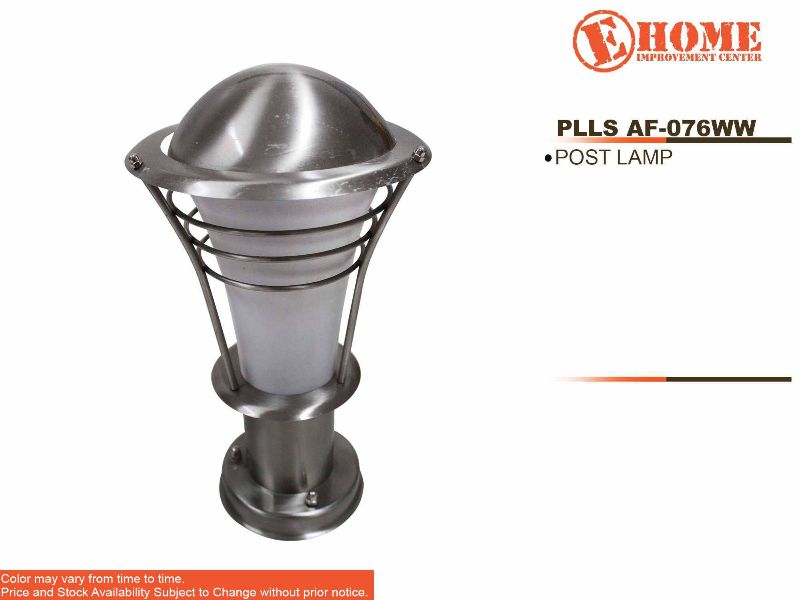 E HOME
IMPROVEMENT CENTER
PLLS AF-076WW
•POST LAMP
Color may vary from time to time.
Price and Stock Availability Subject to Change without prior notice.